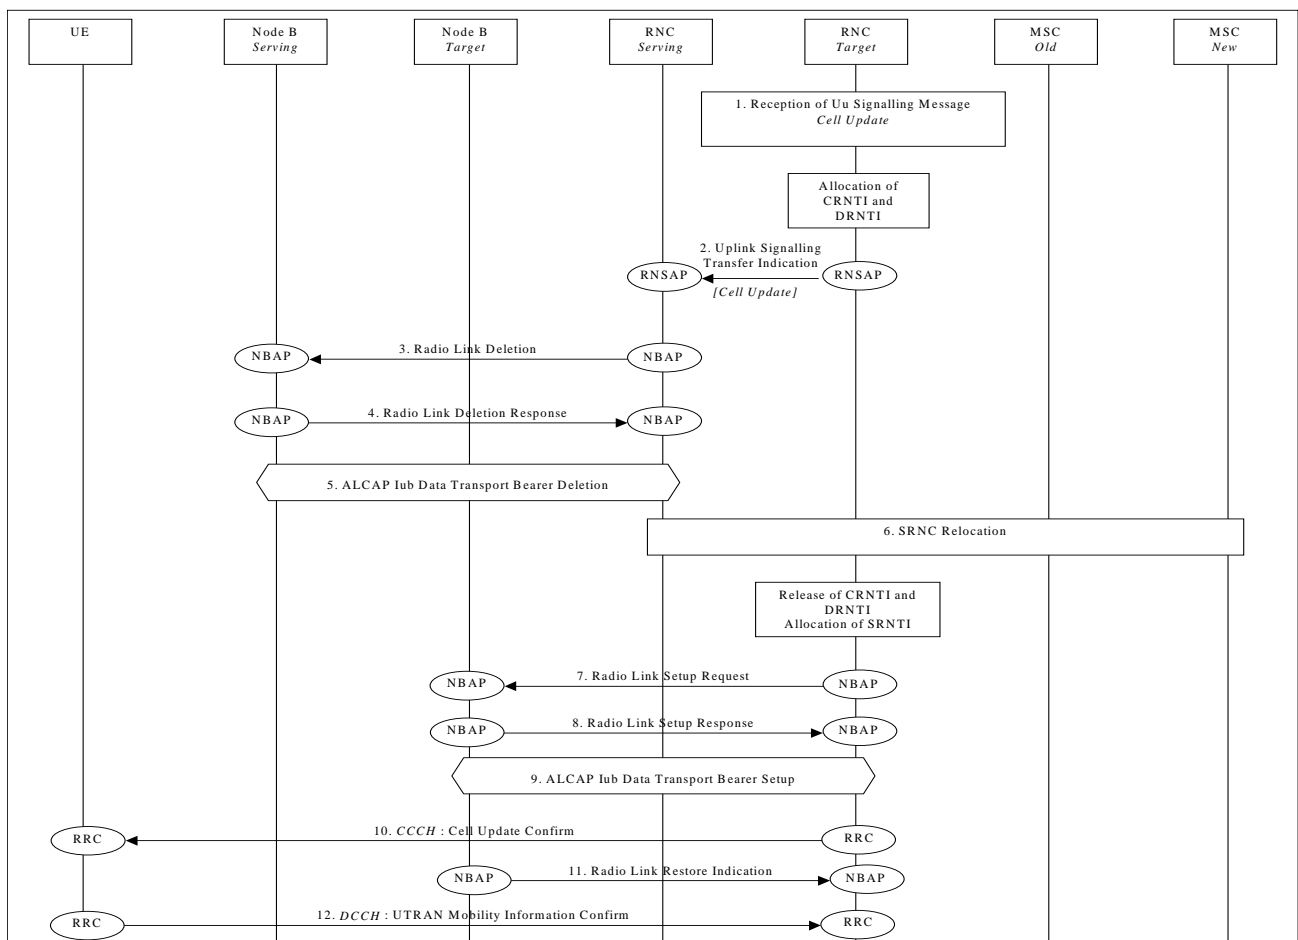 UE
Node B
Serving
Node B
Target
RNC
Serving
RNC
Target
MSC
Old
MSC
New
1. Reception of Uu Signalling Message
Cell Update
Allocation of
CRNTI and
DRNTI
2. Uplink Signalling
Transfer Indication
RNSAP
RNSAP
[Cell Update]
NBAP
3. Radio Link Deletion
NBAP
NBAP
4. Radio Link Deletion Response
NBAP
5. ALCAP Iub Data Transport Bearer Deletion
6. SRNC Relocation
Release of CRNTI and
DRNTI
Allocation of SRNTI
NBAP
7. Radio Link Setup Request
NBAP
NBAP
8. Radio Link Setup Response
NBAP
9. ALCAP Iub Data Transport Bearer Setup
RRC
10. CCCH : Cell Update Confirm
RRC
NBAP
11. Radio Link Restore Indication
NBAP
RRC
12. DCCH : UTRAN Mobility Information Confirm
RRC